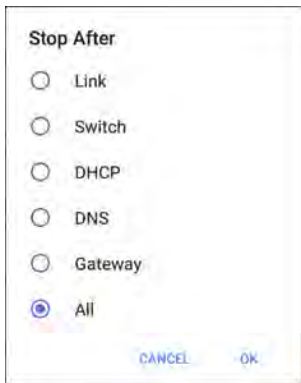 Stop After
Link
Switch
DHCP
DNS
Gateway
All
CANCEL OK